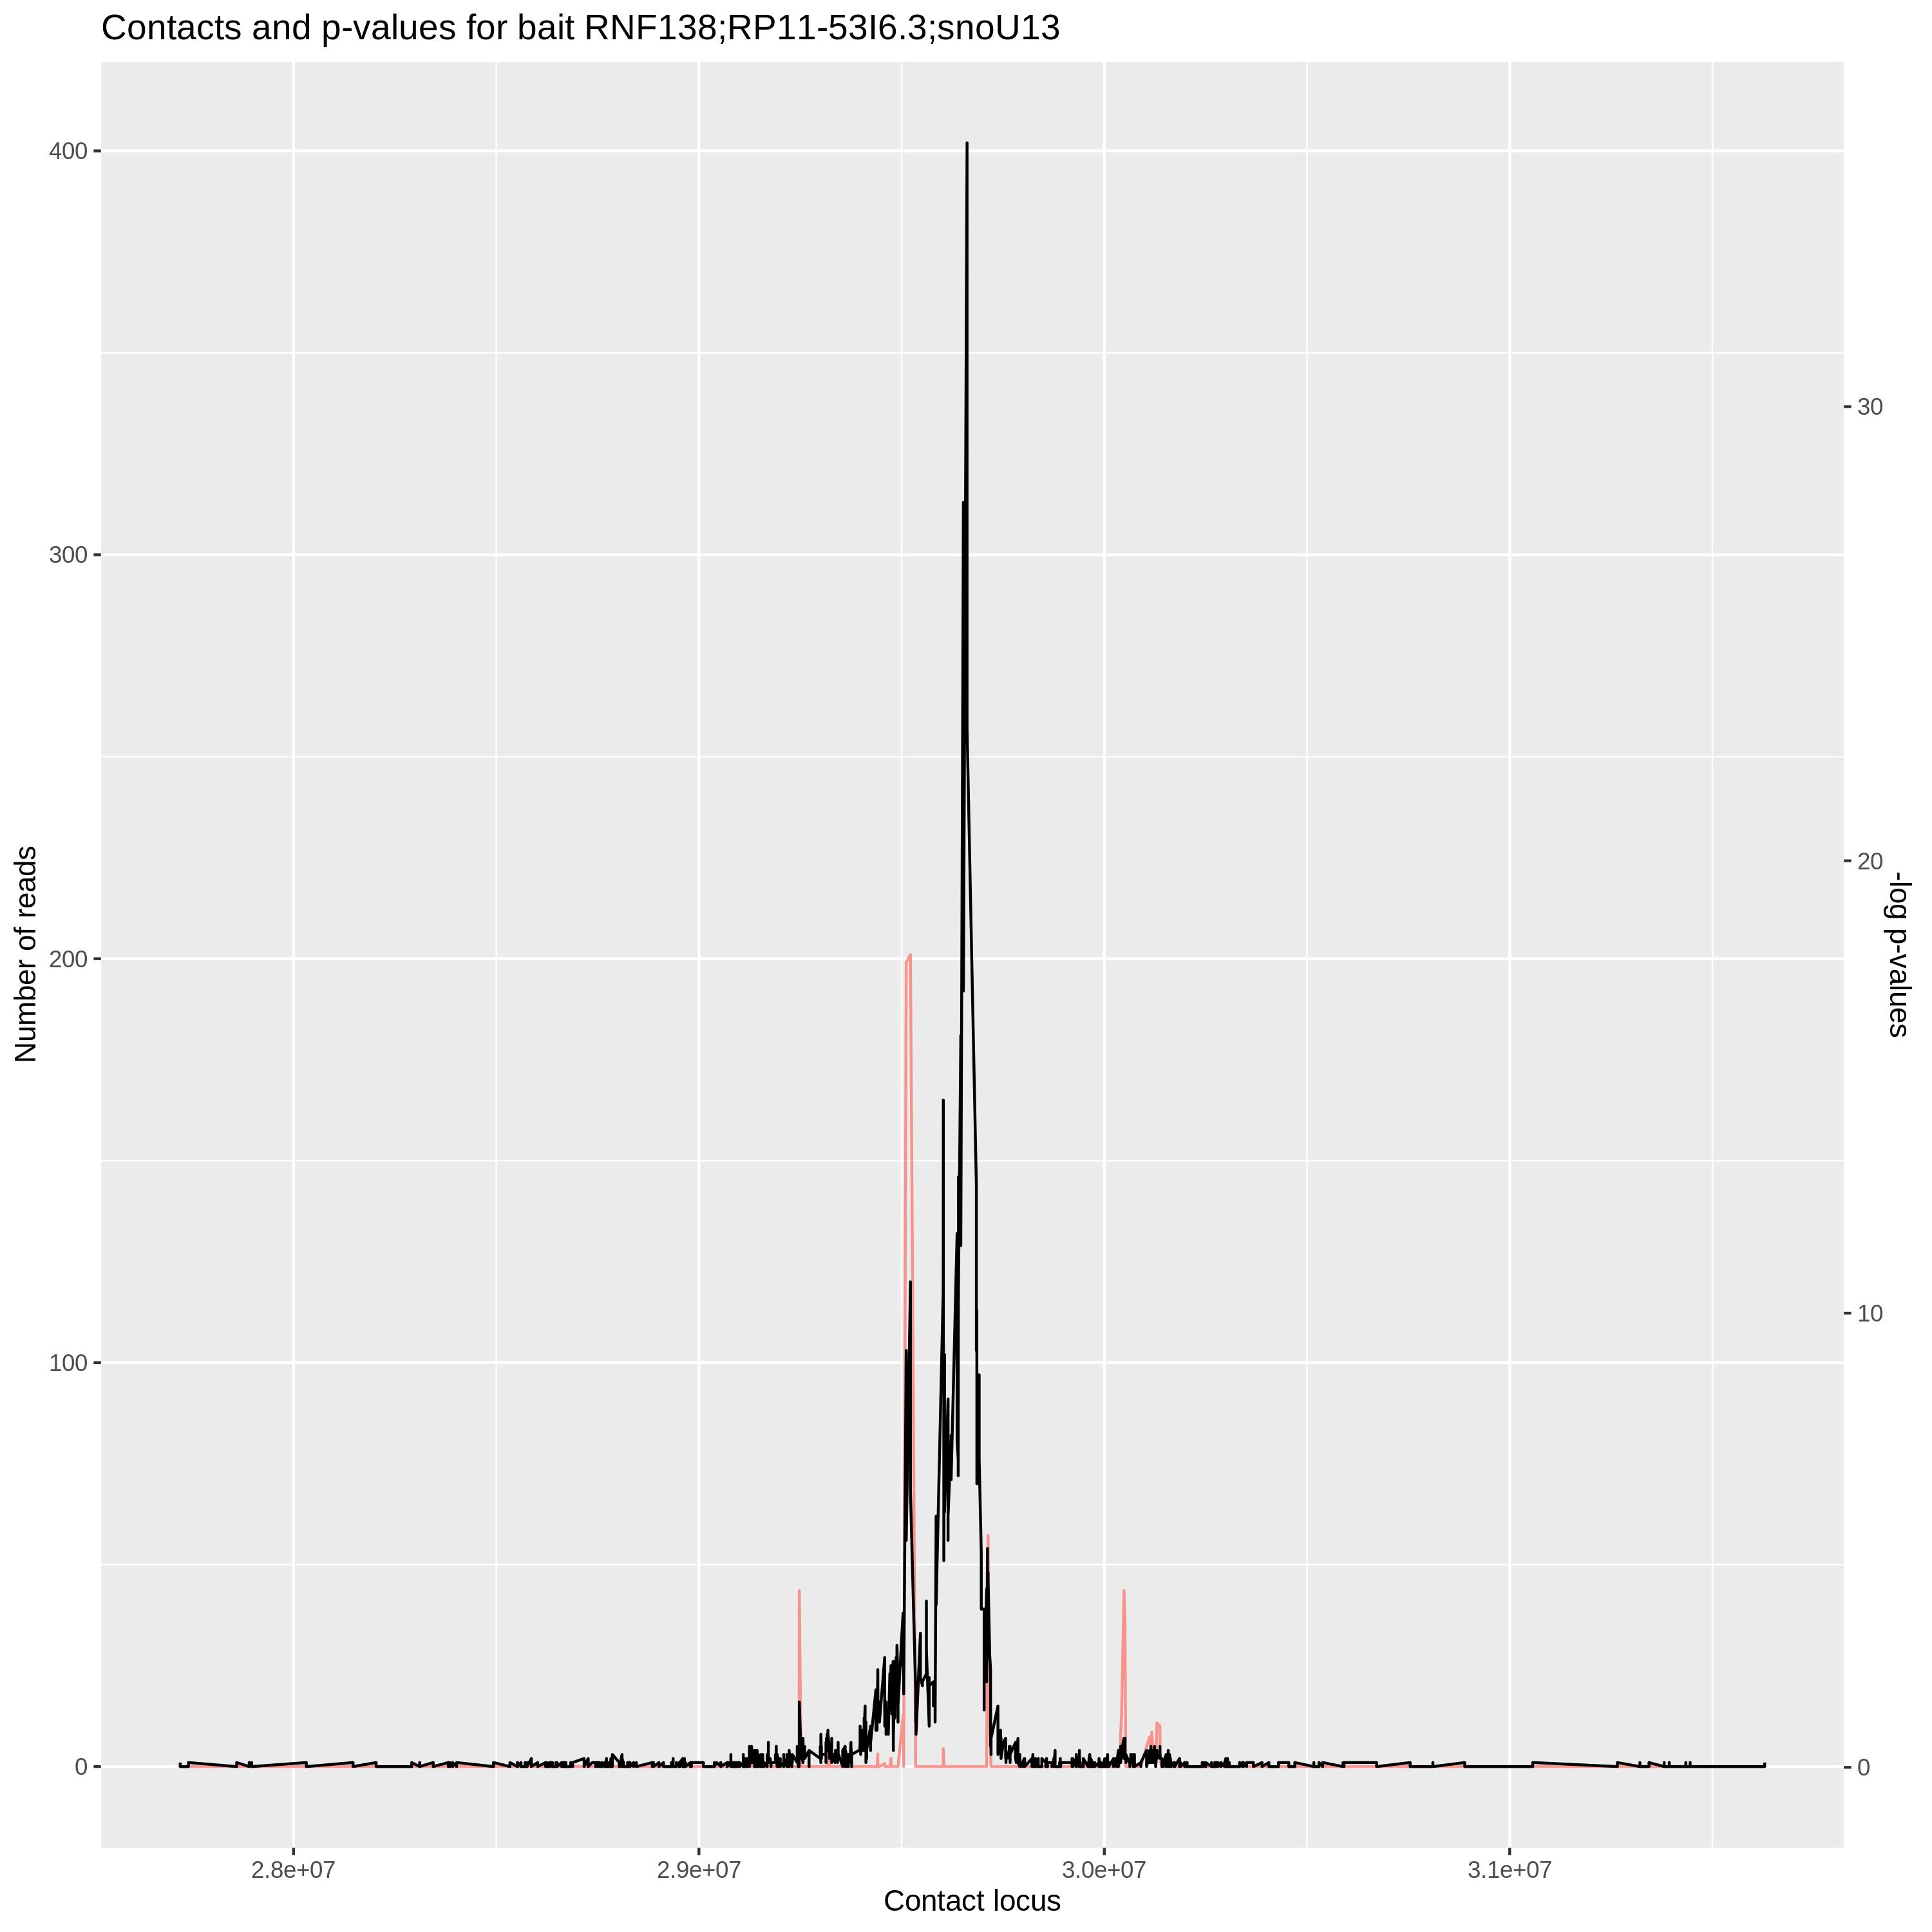 Contacts and p-values for bait RNF138;RP11-53I6.3;snoU13
400
300
200
100
0
Number of reads
30
20
10
0
-log p-values
2.8e+07
2.9e+07
3.0e+07
3.1e+07
Contact locus